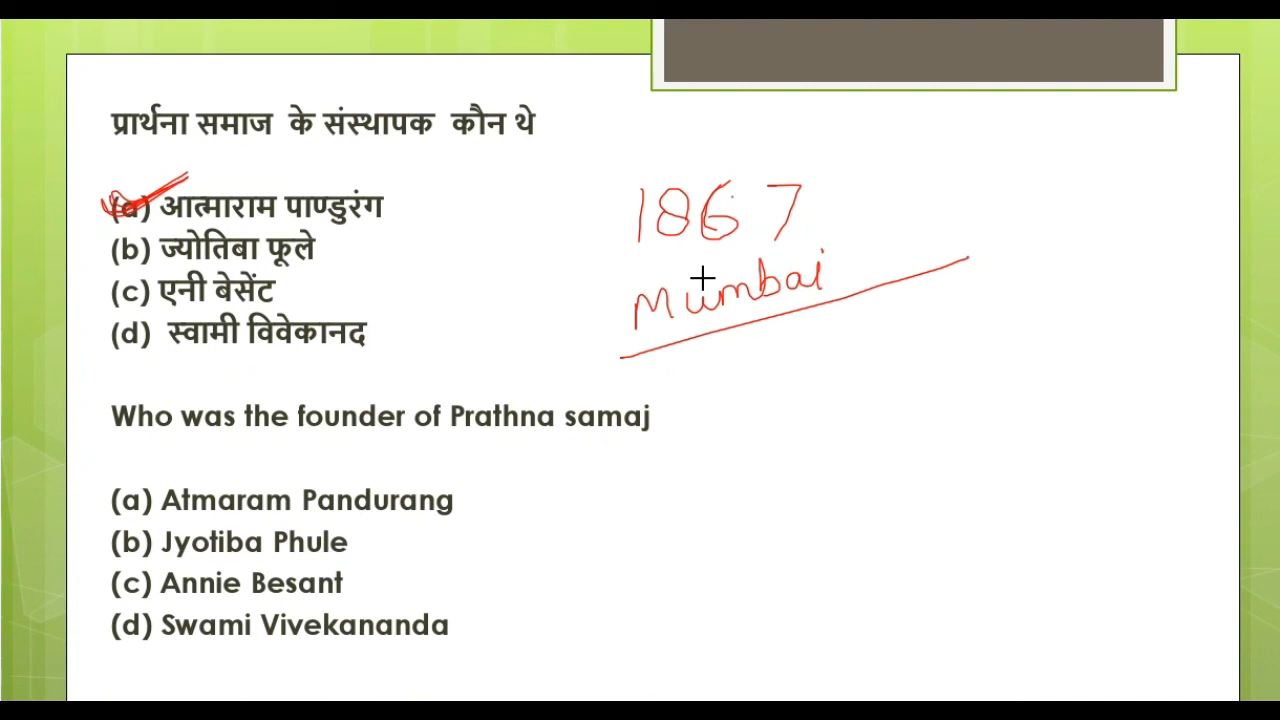 प्रार्थना समाज के संस्थापक कौन थे
(a) आत्माराम पाण्डुरंग
(b) ज्योतिबा फूले
(c) एनी बेसेंट
(d) स्वामी विवेकानद
1867
Mumbai
Who was the founder of Prathna samaj
(a) Atmaram Pandurang
(b) Jyotiba Phule
(c) Annie Besant
(d) Swami Vivekananda